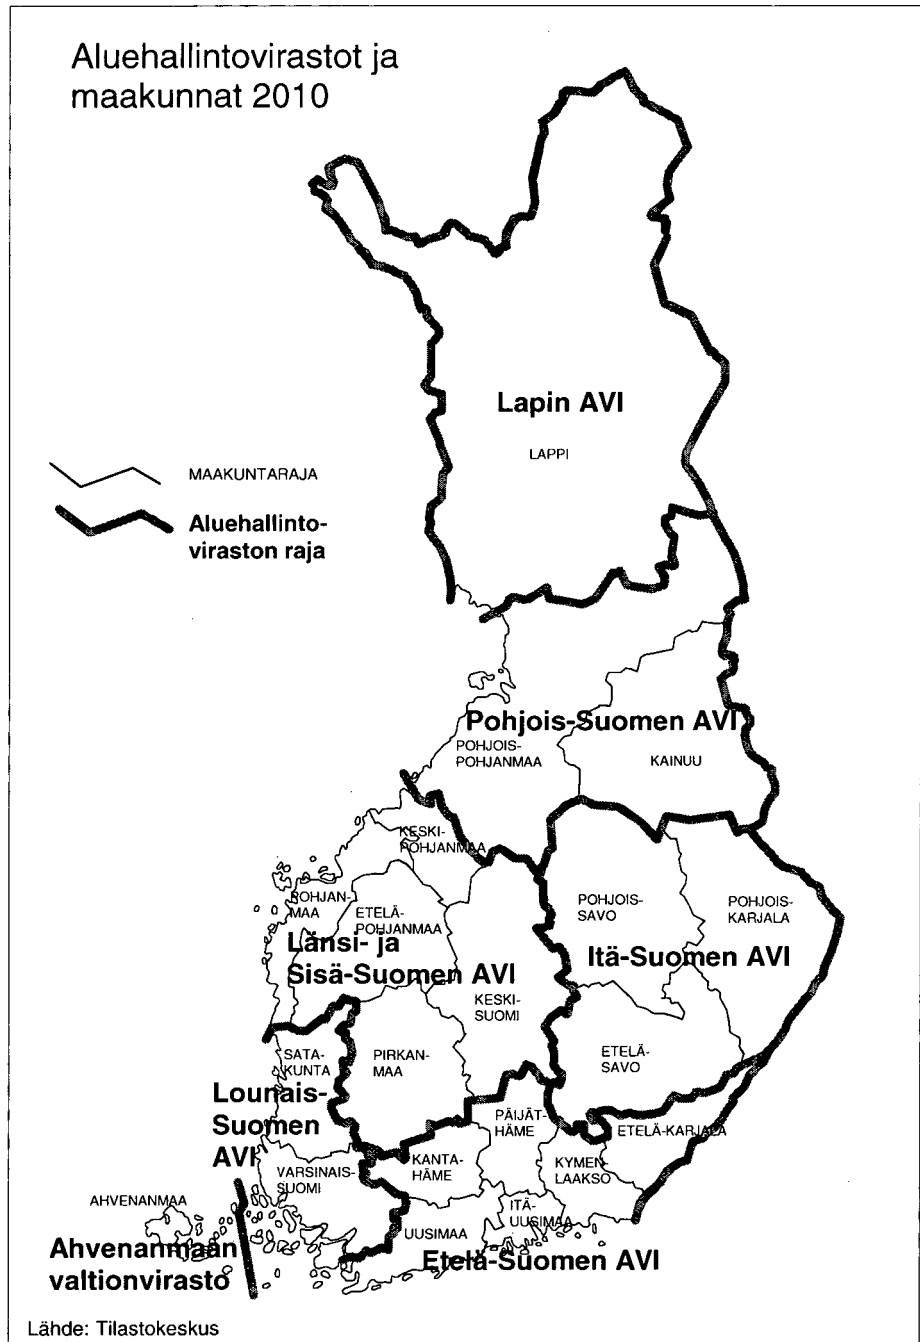 Aluehallintovirastot ja
maakunnat 2010
Lapin AVI
LAPPI
MAAKUNTARAJA
Aluehallinto-
viraston raja
Pohjois-Suomen AVI
POHJOIS-
POHJANMAA
KAINUU
KESKI-
POHJANMAA
POHJAN-
MAA
ETELÄ-
POHJANMAA
POHJOIS-
SAVO
POHJOIS-
KARJALA
Länsi- ja
Sisä-Suomen AVI
Itä-Suomen AVI
KESKI-
SUOMI
SATA-
KUNTA
PIRKAN-
MAA
ETELÄ-
SAVO
Lounais-
Suomen
AVI
PÄIJÄT-
HÄME
ETELÄ-KARJALA
VARSINAIS-
SUOMI
KANTA-
HÄME
KYMEN-
LAAKSO
AHVENANMAA
ITÄ-
UUSIMAA
UUSIMAA
Ahvenanmaan
valtionvirasto
Etelä-Suomen AVI
Lähde: Tilastokeskus